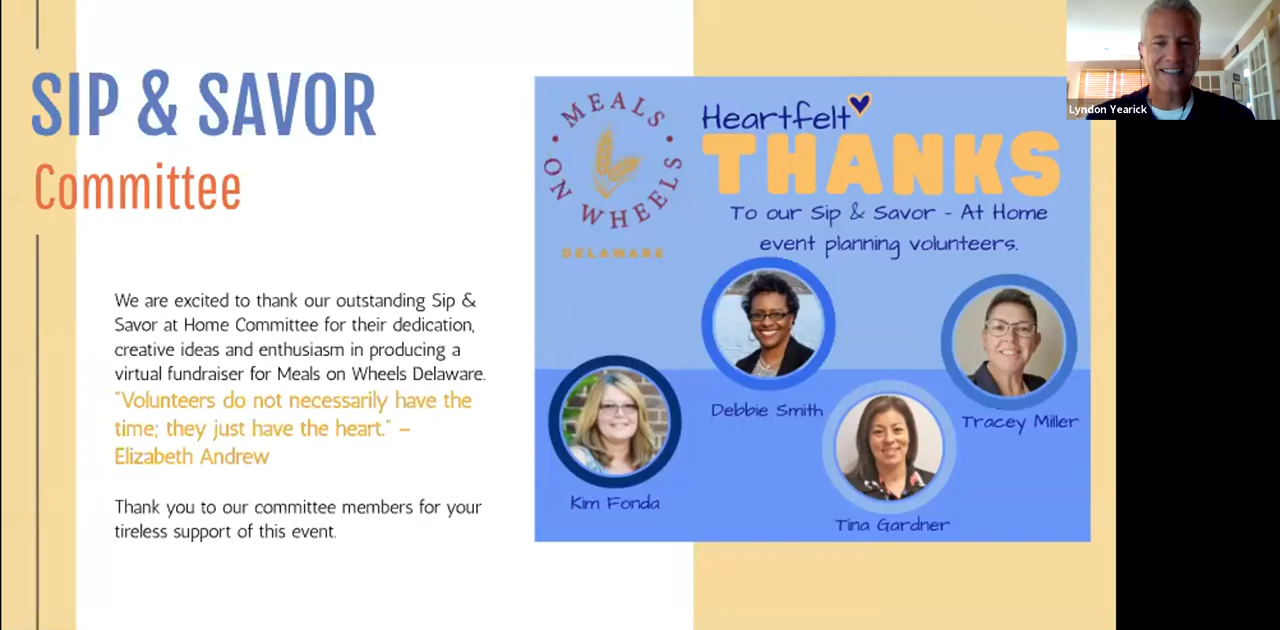 SIP & SAVOR
Committee
We are excited to thank our outstanding Sip &
Savor at Home Committee for their dedication,
creative ideas and enthusiasm in producing a
virtual fundraiser for Meals on Wheels Delaware.
"Volunteers do not necessarily have the
time; they just have the heart." –
Elizabeth Andrew
Thank you to our committee members for your
tireless support of this event.
• MEALS •
ON WHEELS
DELAWARE
Heartfelt
THANKS
To our Sip & Savor - At Home
event planning volunteers.
Kim Fonda
Debbie Smith
Tina Gardner
Tracey Miller
Lyndon Yearick